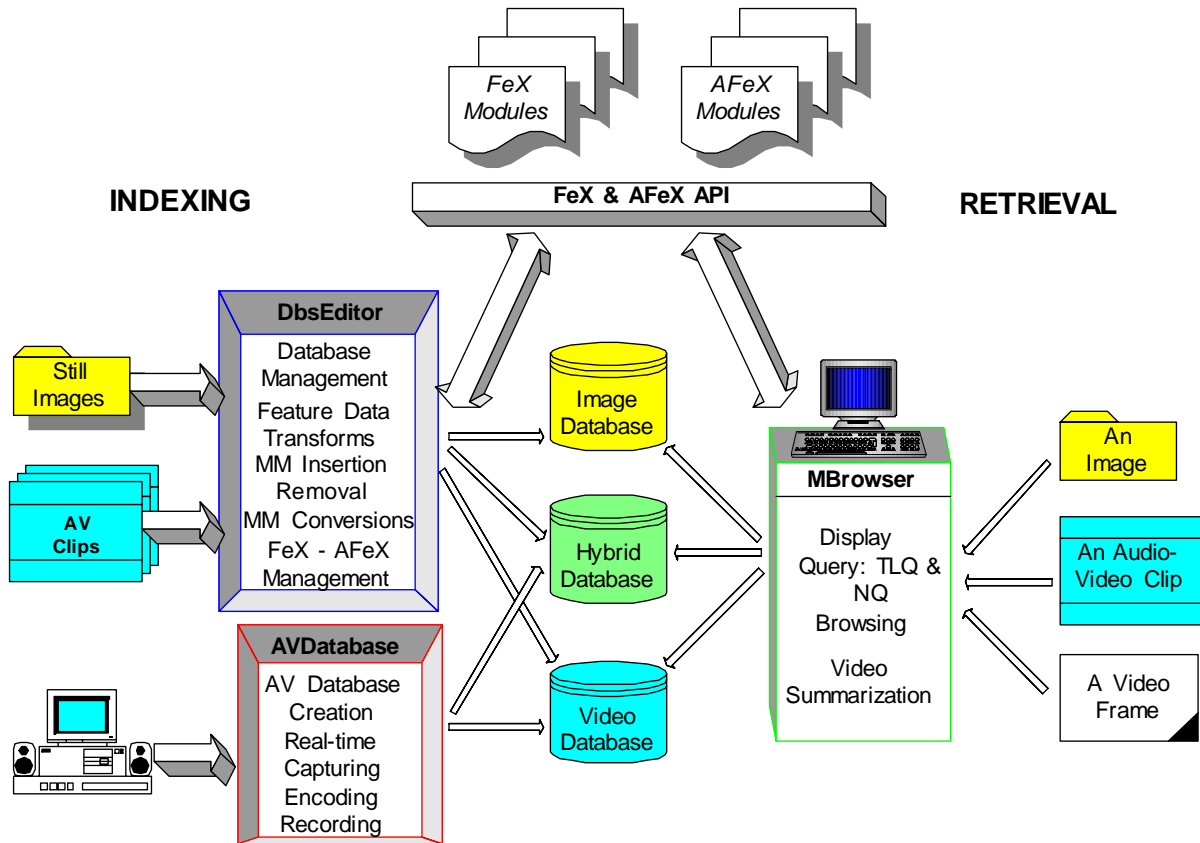 FeX
Modules
AFeX
Modules
INDEXING
FeX & AFeX API
RETRIEVAL
DbsEditor
Database
Management
Feature Data
Transforms
MM Insertion
Removal
MM Conversions
FeX - AFeX
Management
Still
Images
AV
Clips
AVDatabase
AV Database
Creation
Real-time
Capturing
Encoding
Recording
Image
Database
Hybrid
Database
Video
Database
MBrowser
Display
Query: TLQ &
NQ
Browsing
Video
Summarization
An
Image
An Audio-
Video Clip
A Video
Frame